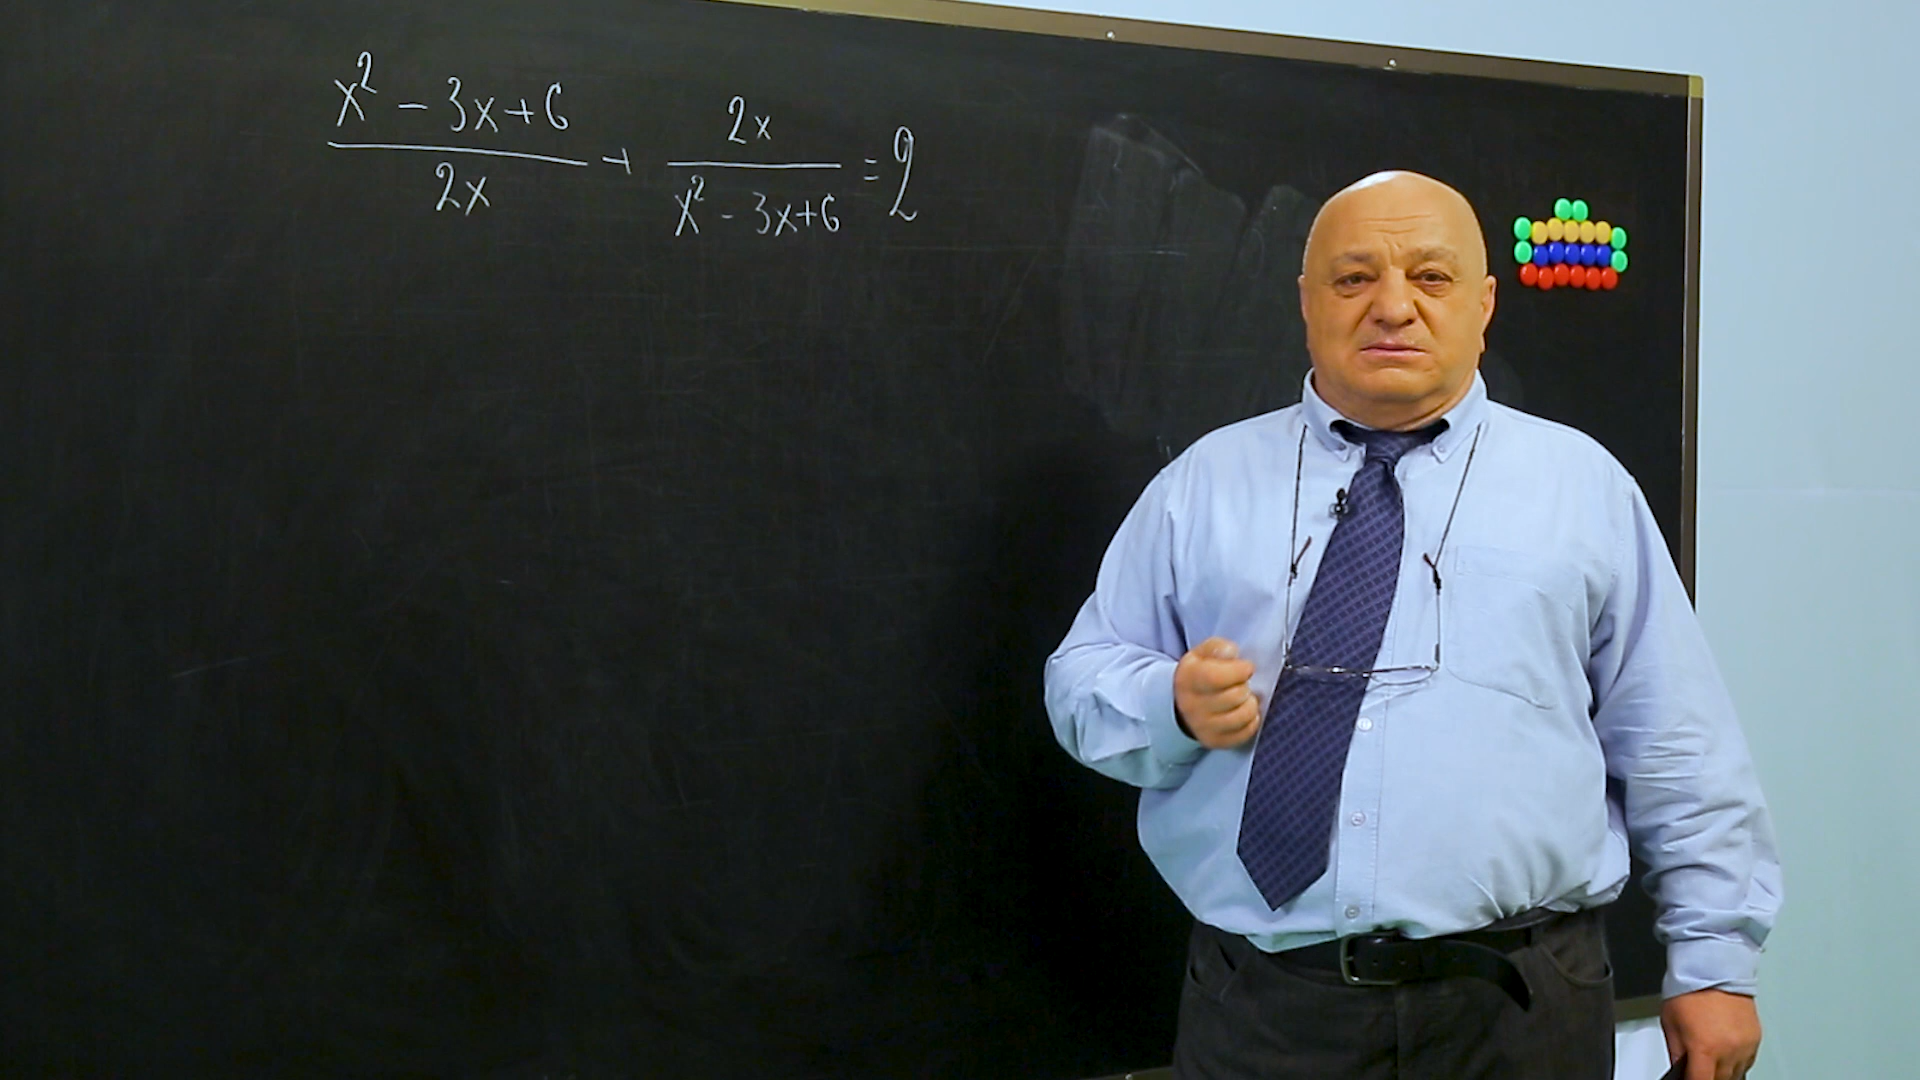 x² - 3x + 6
2x
+
2x
x² - 3x + 6
= 2